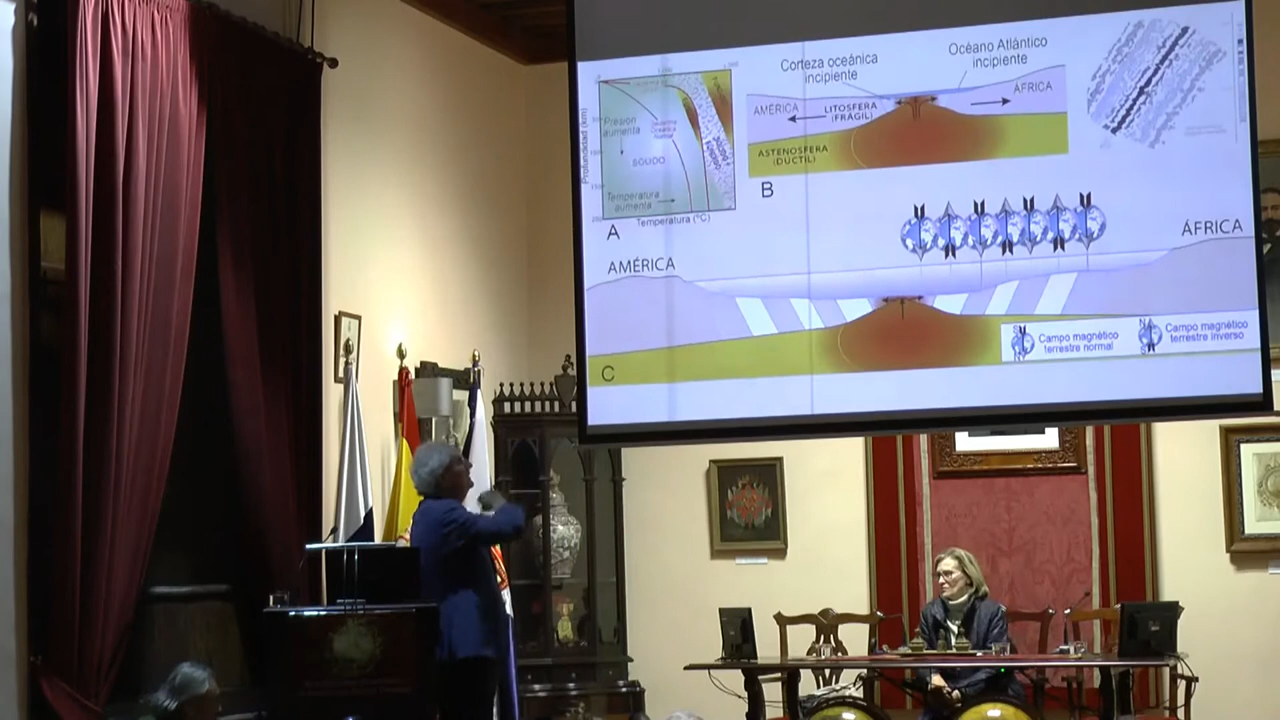 Profundidad (km)
Presión
aumenta
SÓLIDO
Temperatura
aumenta
Temperatura (°C)
A
Corteza oceánica
incipiente
Océano Atlántico
incipiente
AMÉRICA
LITOSFERA
(FRÁGIL)
ÁFRICA
ASTENOSFERA
(DÚCTIL)
B
AMÉRICA
ÁFRICA
C
Campo magnético
terrestre normal
Campo magnético
terrestre inverso